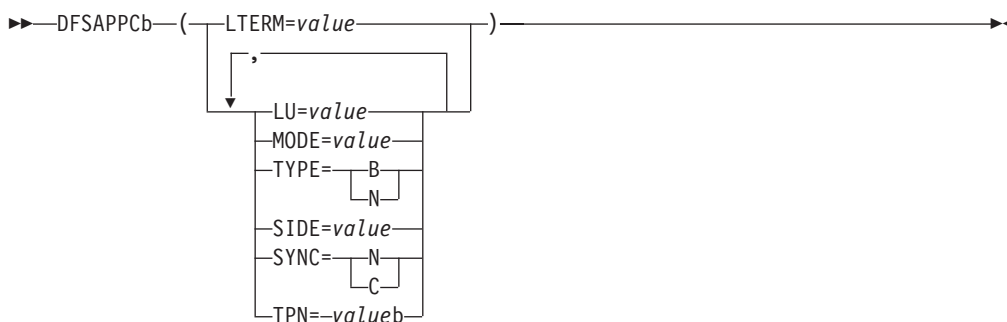 DFSAPPCb ( LTERM=value )
,
LU=value
MODE=value
TYPE= B
N
SIDE=value
SYNC= N
C
TPN= valueb